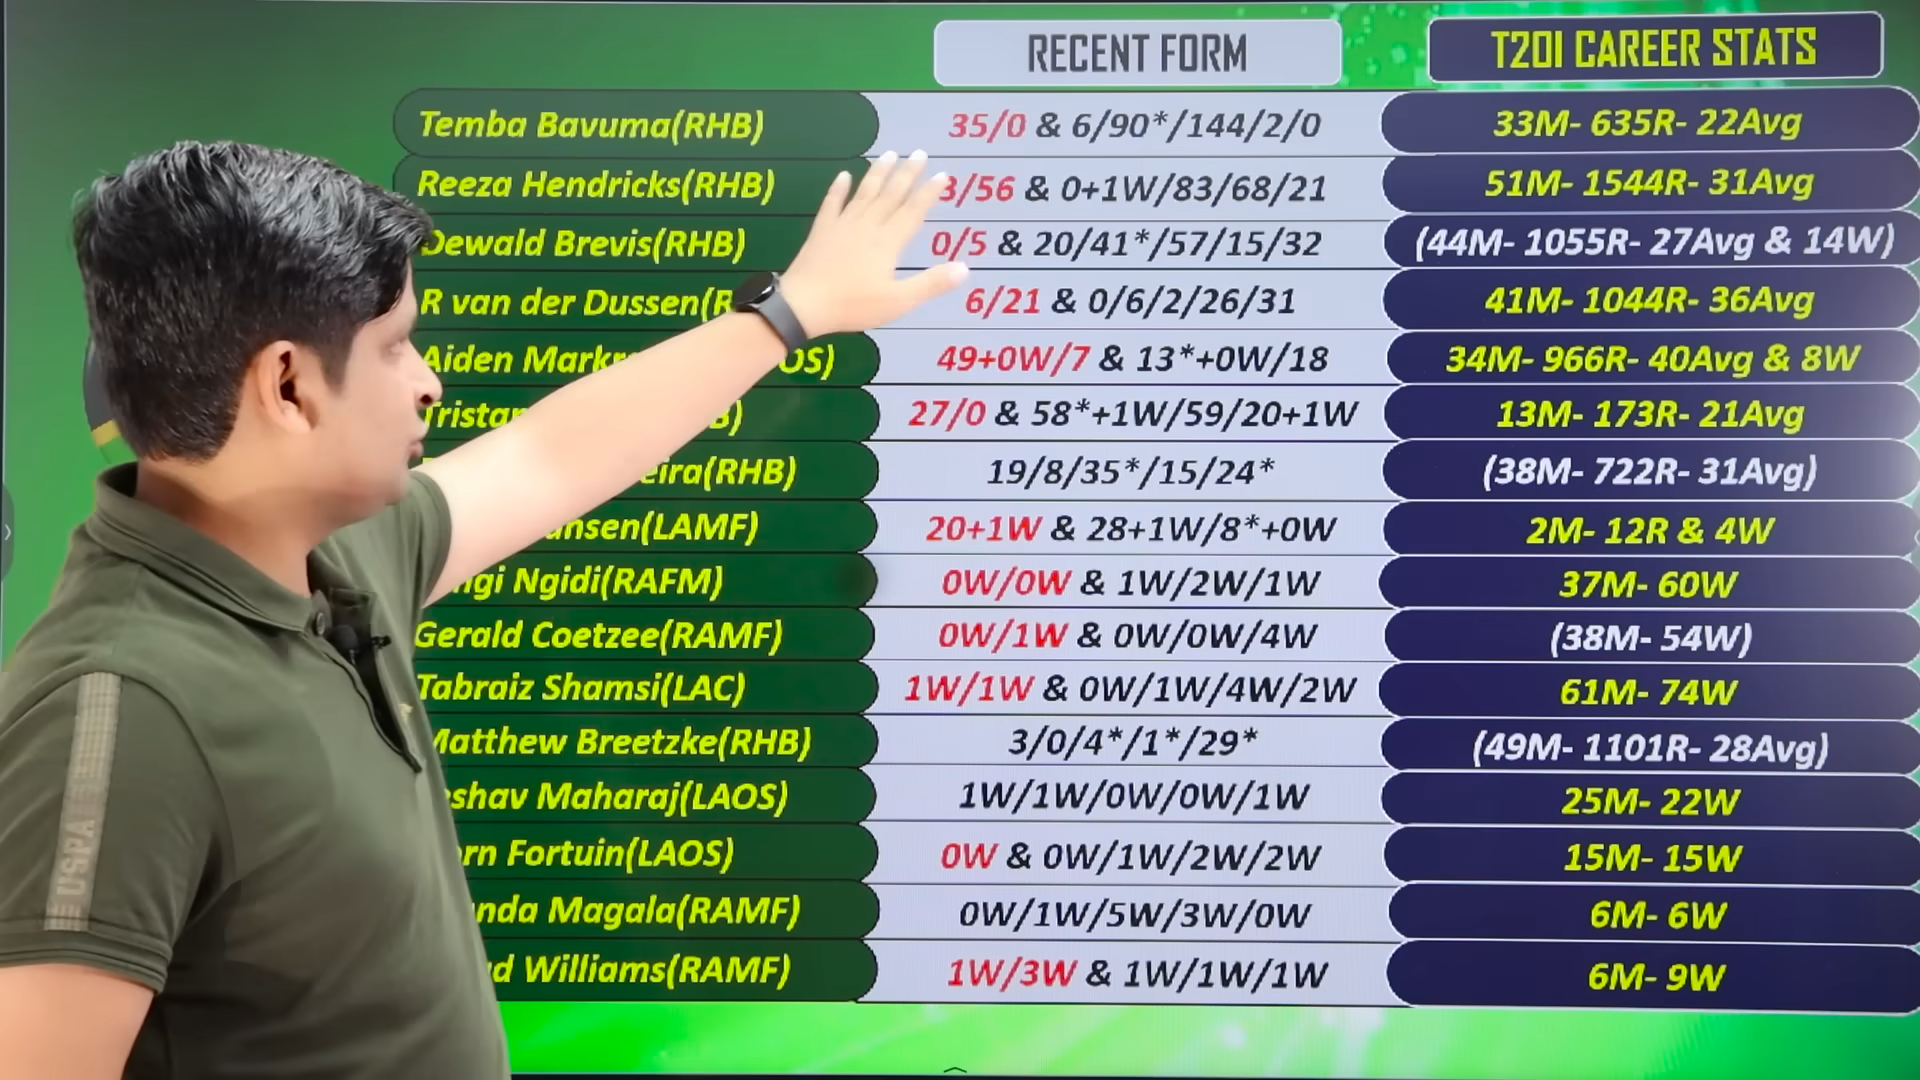 RECENT FORM T20I CAREER STATS
Temba Bavuma(RHB) 35/0 & 6/90*/144/2/0 33M- 635R- 22Avg
Reeza Hendricks(RHB) 3/56 & 0+1W/83/68/21 51M- 1544R- 31Avg
Dewald Brevis(RHB) 0/5 & 20/41*/57/15/32 (44M- 1055R- 27Avg & 14W)
R van der Dussen(R 6/21 & 0/6/2/26/31 41M- 1044R- 36Avg
Aiden Markr OS) 49+0W/7 & 13*+0W/18 34M- 966R- 40Avg & 8W
Tristan B) 27/0 & 58*+1W/59/20+1W 13M- 173R- 21Avg
eira(RHB) 19/8/35*/15/24* (38M- 722R- 31Avg)
ansen(LAMF) 20+1W & 28+1W/8*+0W 2M- 12R & 4W
ngi Ngidi(RAFM) 0W/0W & 1W/2W/1W 37M- 60W
Gerald Coetzee(RAMF) 0W/1W & 0W/0W/4W (38M- 54W)
Tabraiz Shamsi(LAC) 1W/1W & 0W/1W/4W/2W 61M- 74W
Matthew Breetzke(RHB) 3/0/4*/1*/29* (49M- 1101R- 28Avg)
eshav Maharaj(LAOS) 1W/1W/0W/0W/1W 25M- 22W
orn Fortuin(LAOS) 0W & 0W/1W/2W/2W 15M- 15W
nda Magala(RAMF) 0W/1W/5W/3W/0W 6M- 6W
d Williams(RAMF) 1W/3W & 1W/1W/1W 6M- 9W
USPA